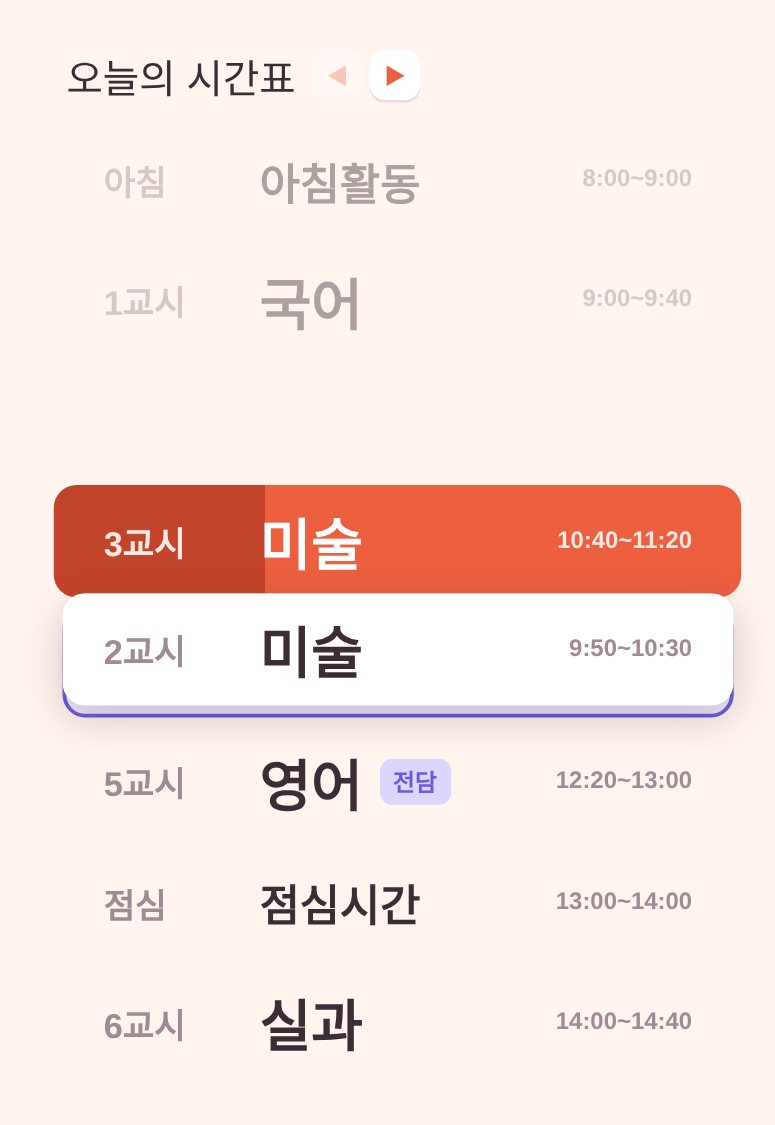 오늘의 시간표
아침 아침활동 8:00~9:00
1교시 국어 9:00~9:40
3교시 미술 10:40~11:20
2교시 미술 9:50~10:30
5교시 영어 전담 12:20~13:00
점심 점심시간 13:00~14:00
6교시 실과 14:00~14:40